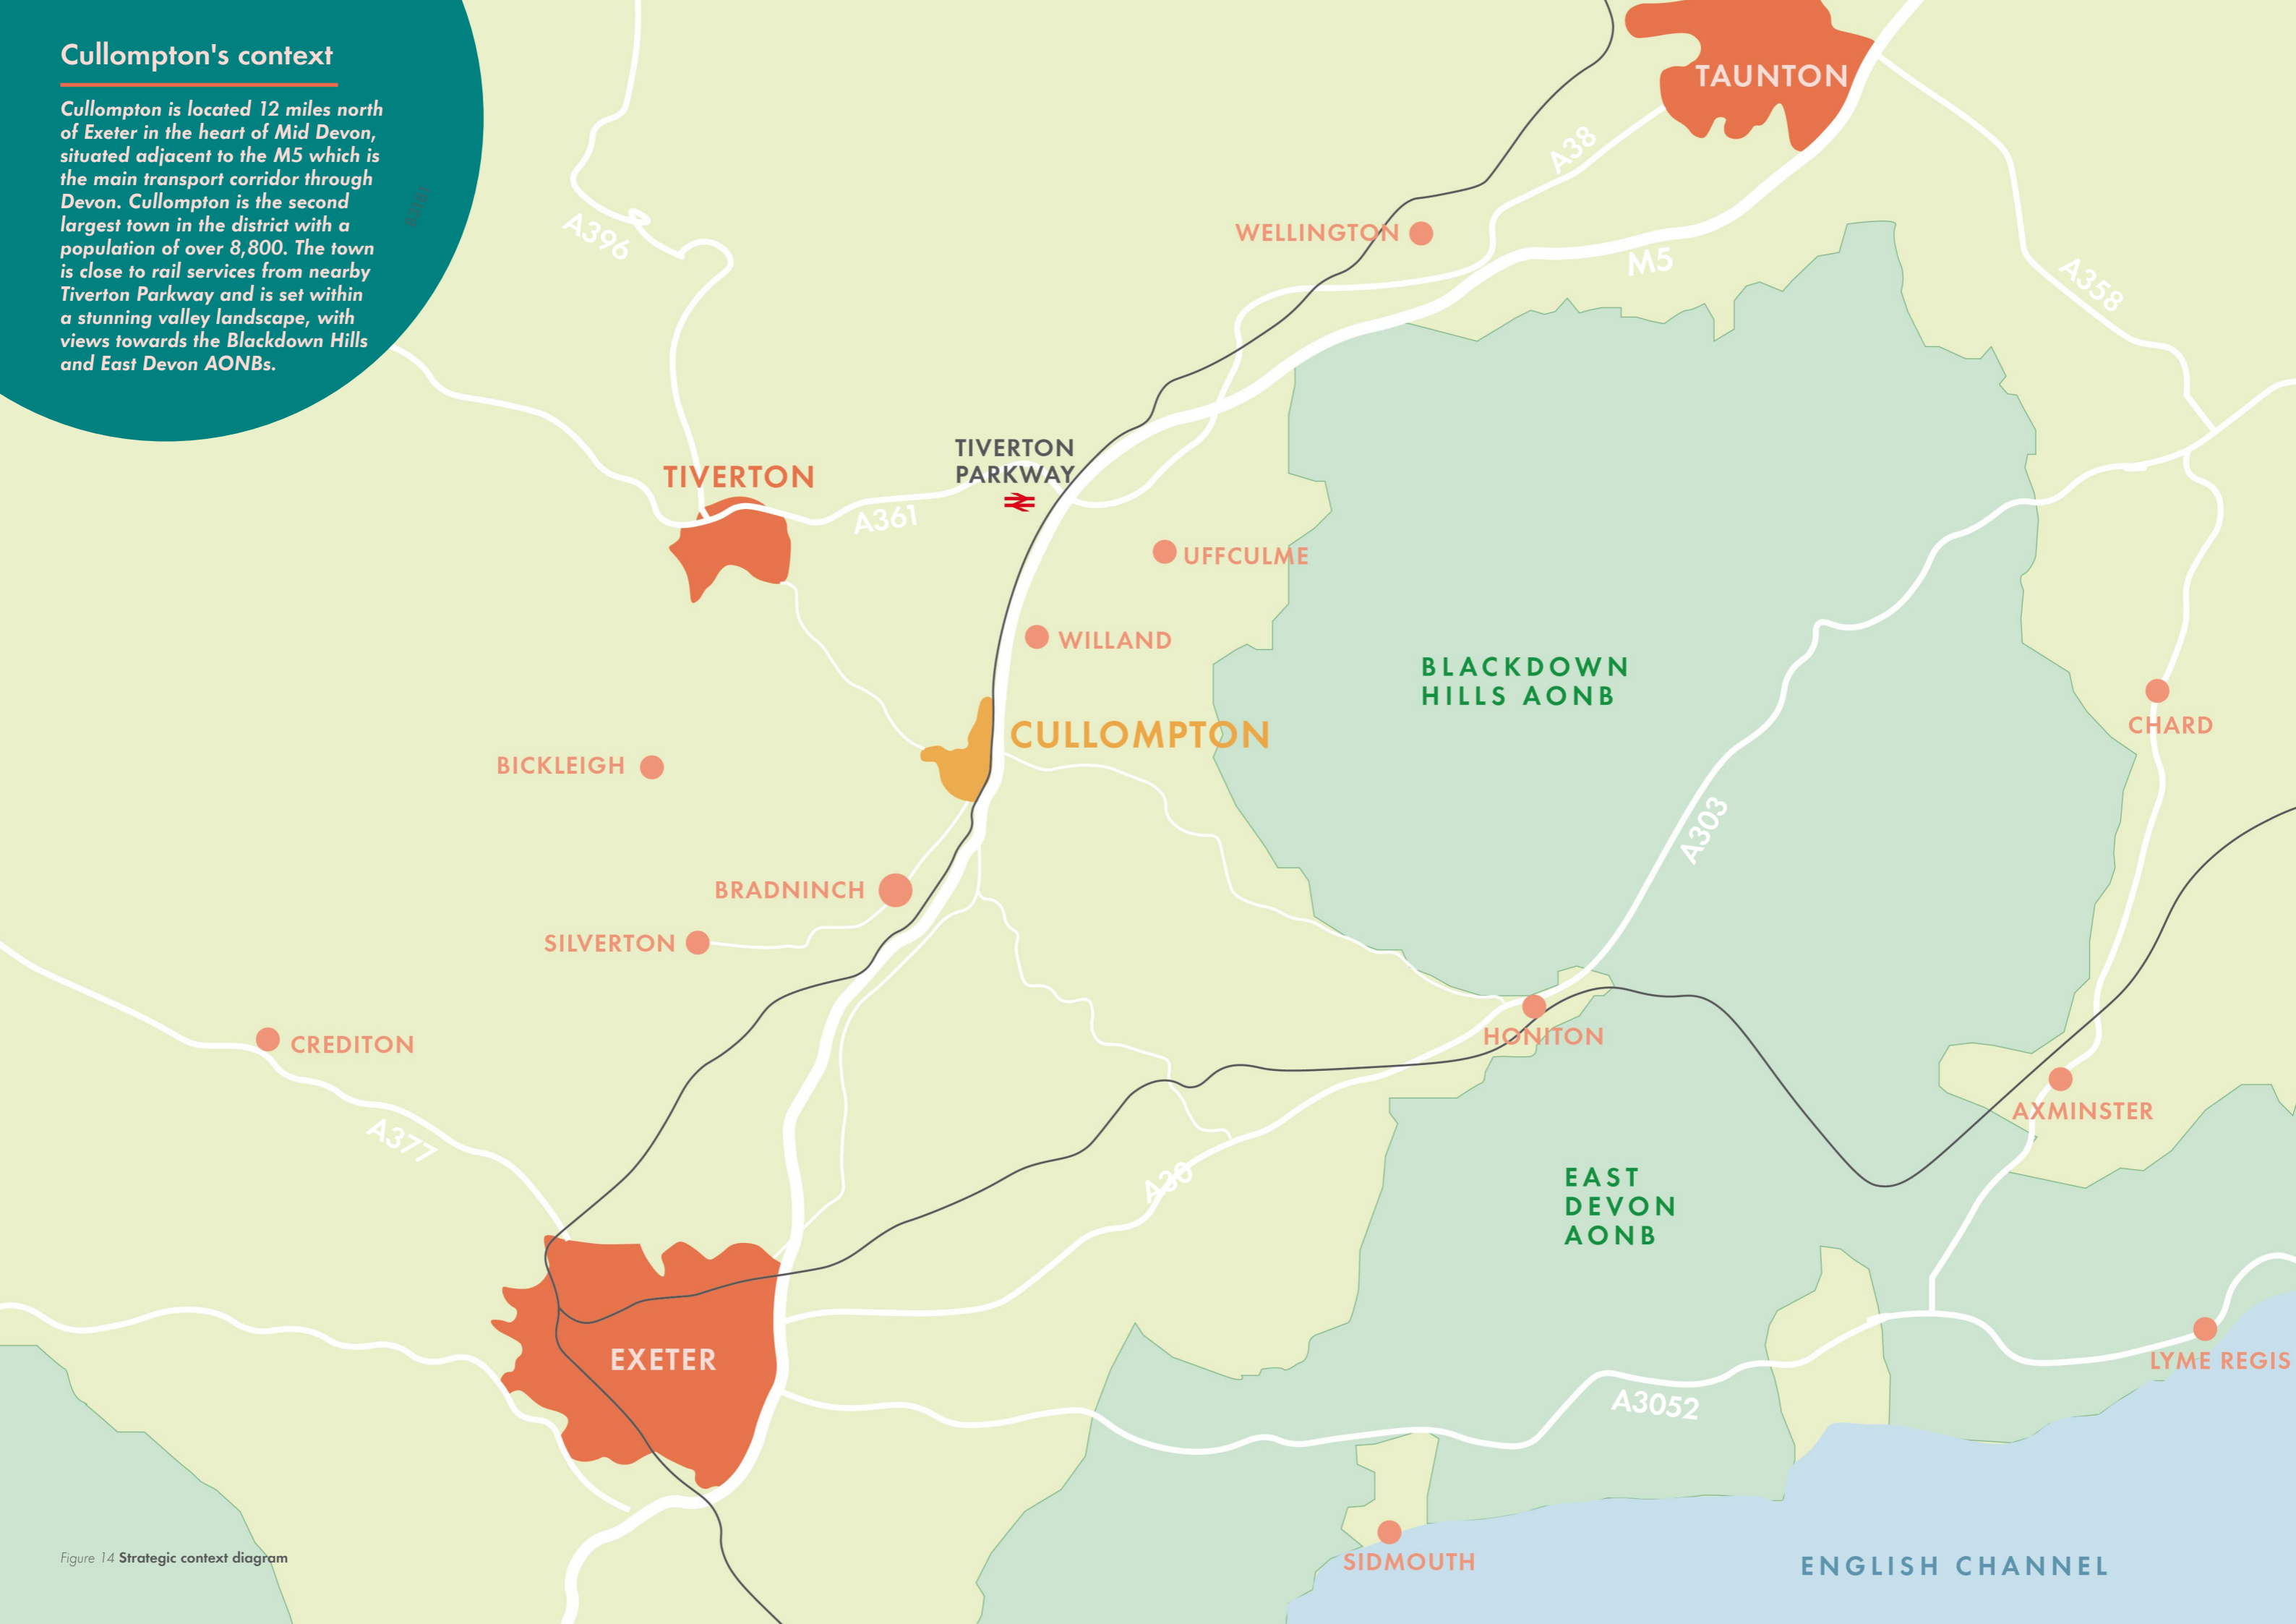 Cullompton's context
Cullompton is located 12 miles north
of Exeter in the heart of Mid Devon,
situated adjacent to the M5 which is
the main transport corridor through
Devon. Cullompton is the second
largest town in the district with a
population of over 8,800. The town
is close to rail services from nearby
Tiverton Parkway and is set within
a stunning valley landscape, with
views towards the Blackdown Hills
and East Devon AONBs.
TAUNTON
A38
A396
WELLINGTON
M5
A358
TIVERTON
PARKWAY
TIVERTON
A361
UFFCULME
WILLAND
BLACKDOWN
HILLS AONB
CHARD
CULLOMPTON
BICKLEIGH
A303
BRADNINCH
SILVERTON
CREDITON
HONITON
AXMINSTER
A377
A30
EAST
DEVON
AONB
EXETER
LYME REGIS
A3052
SIDMOUTH
ENGLISH CHANNEL
Figure 14 Strategic context diagram